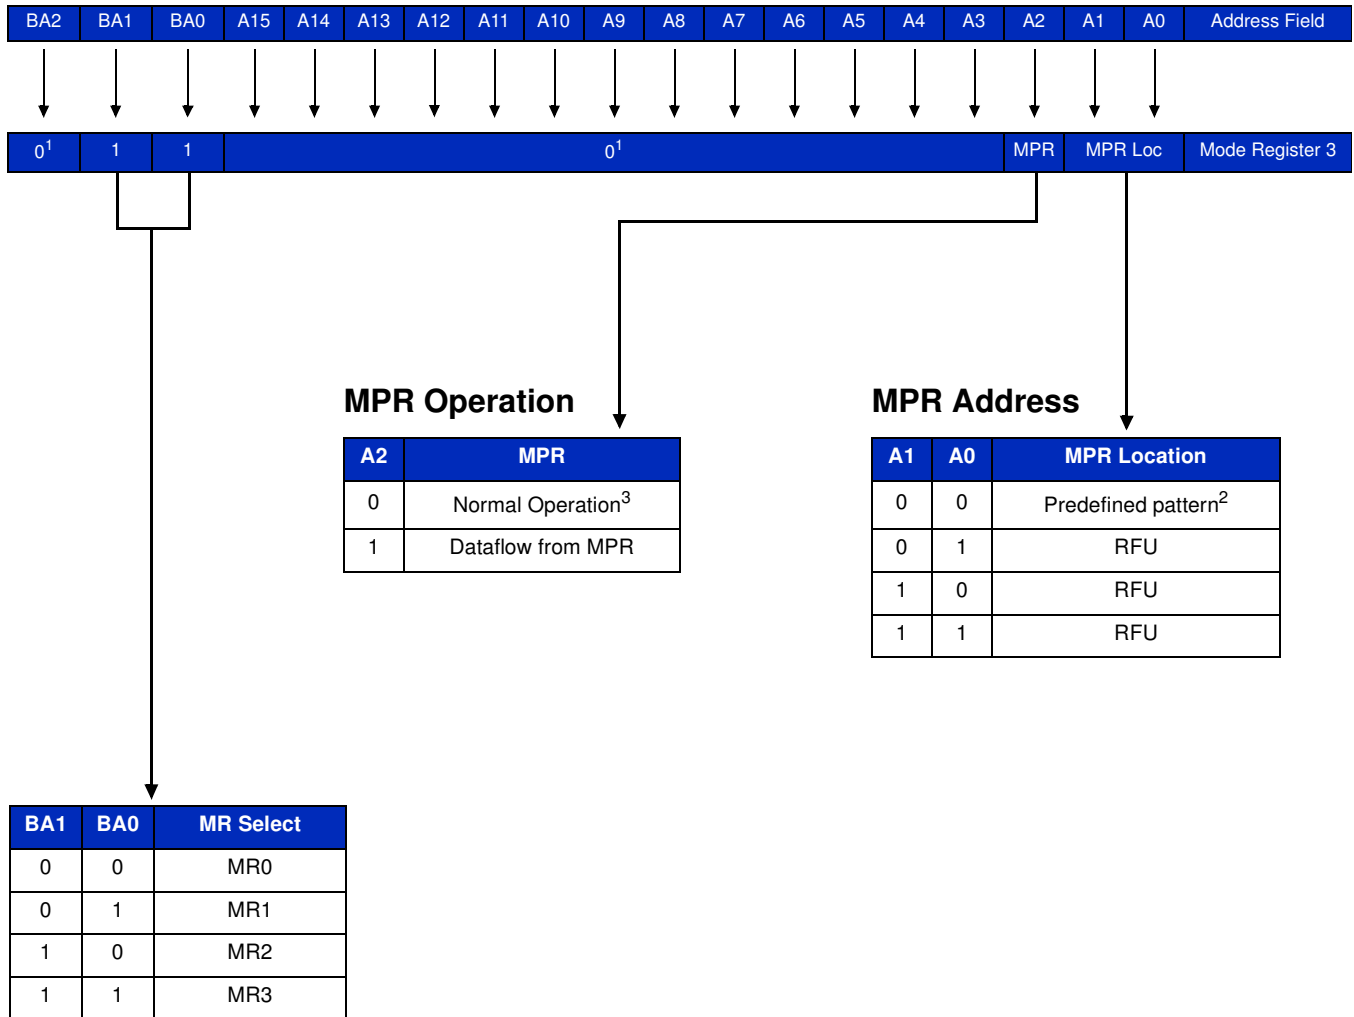 BA2 BA1 BA0 A15 A14 A13 A12 A11 A10 A9 A8 A7 A6 A5 A4 A3 A2 A1 A0 Address Field
0¹ 1 1 0¹ MPR MPR Loc Mode Register 3
MPR Operation
A2 MPR
0 Normal Operation³
1 Dataflow from MPR
MPR Address
A1 A0 MPR Location
0 0 Predefined pattern²
0 1 RFU
1 0 RFU
1 1 RFU
BA1 BA0 MR Select
0 0 MR0
0 1 MR1
1 0 MR2
1 1 MR3